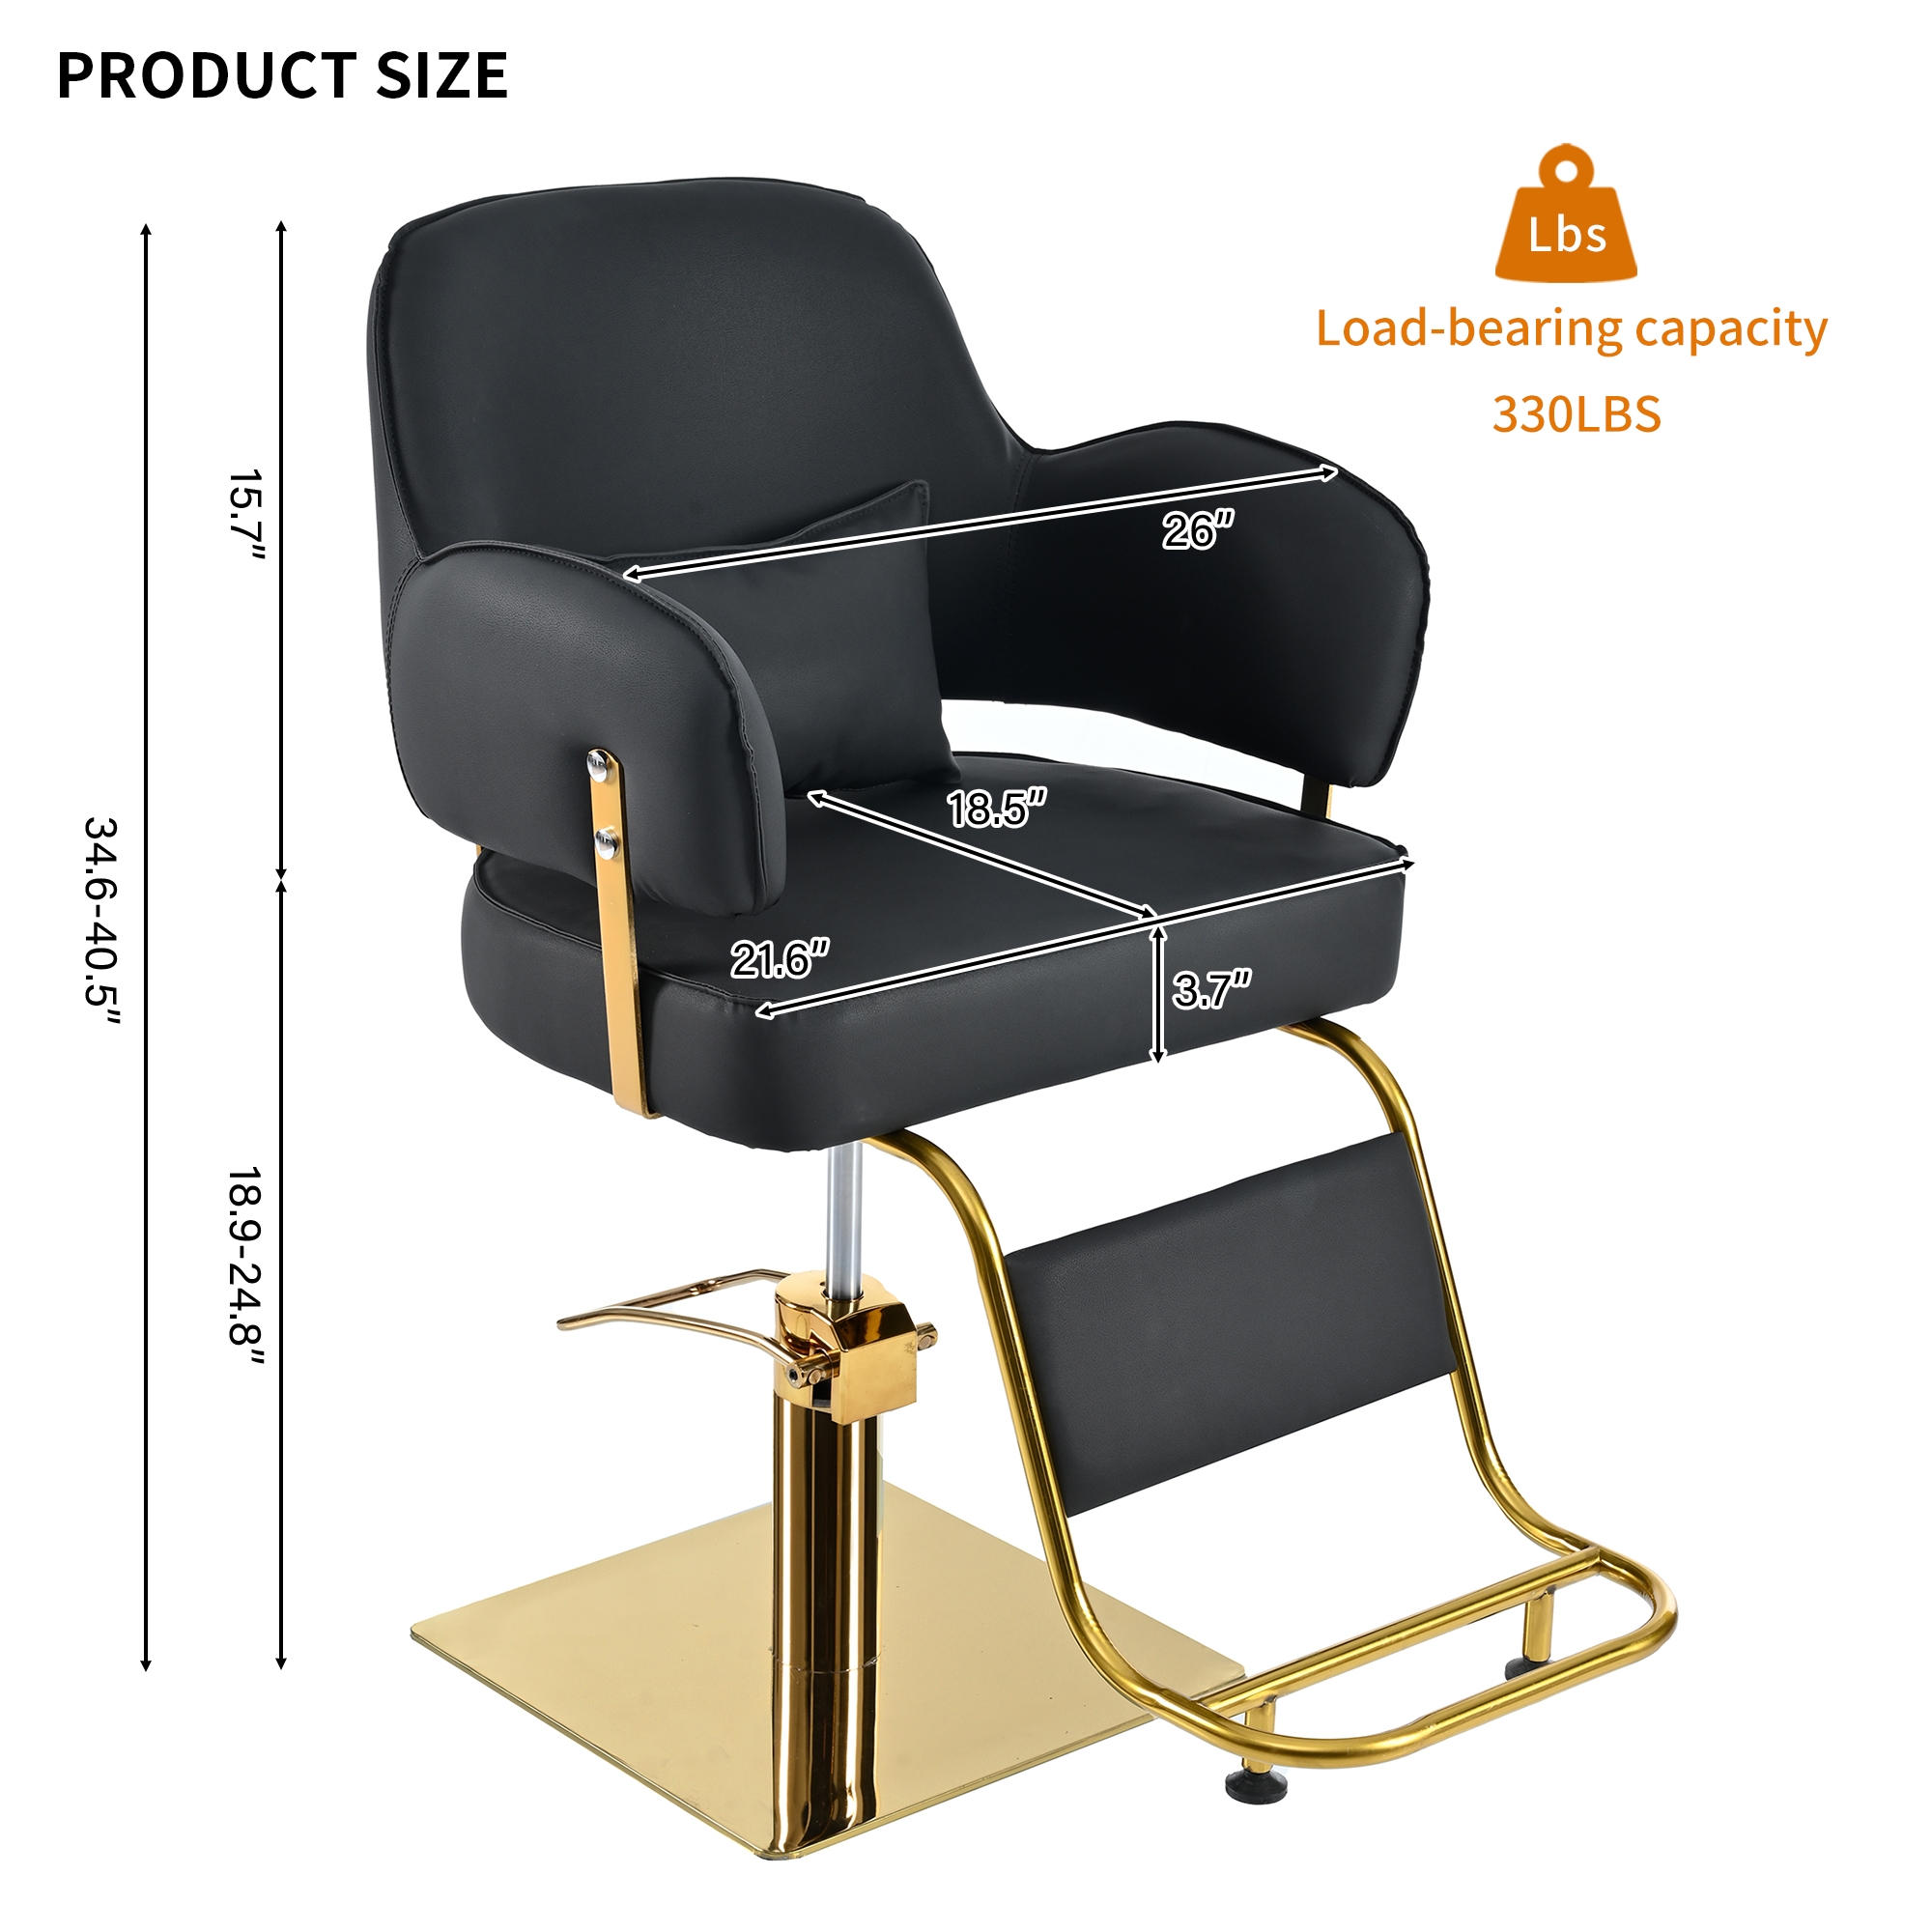 PRODUCT SIZE
Lbs
Load-bearing capacity
330LBS
15.7"
26"
18.5"
34.6-40.5"
21.6"
3.7"
18.9-24.8"